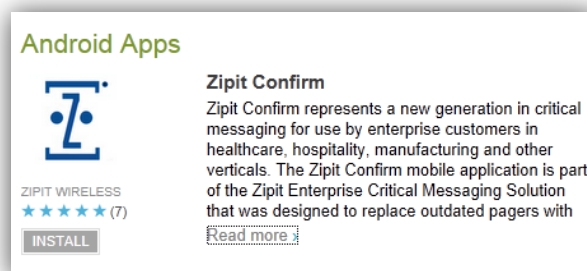 Android Apps
Zipit Confirm
Zipit Confirm represents a new generation in critical
messaging for use by enterprise customers in
healthcare, hospitality, manufacturing and other
verticals. The Zipit Confirm mobile application is part
of the Zipit Enterprise Critical Messaging Solution
that was designed to replace outdated pagers with
Read more ›
Z
ZIPIT WIRELESS
★★★★★ (7)
INSTALL